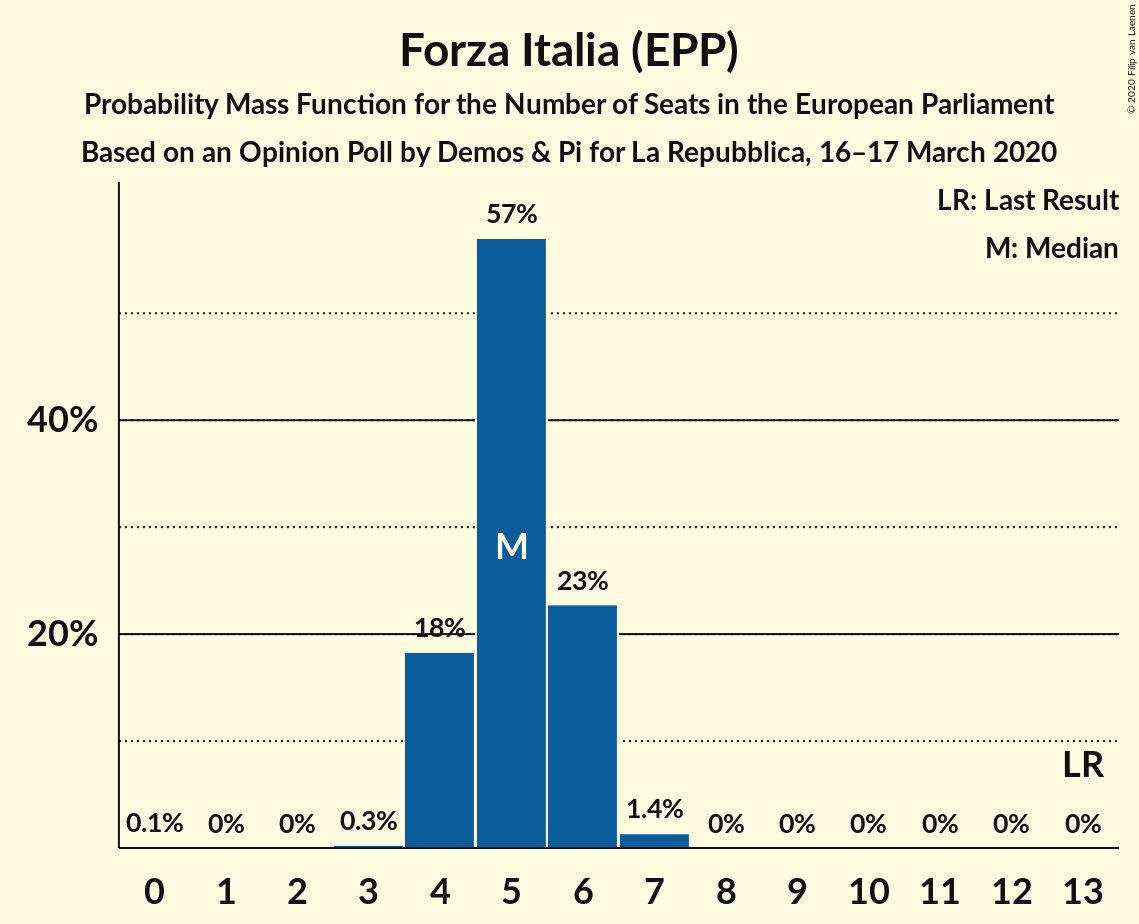 Forza Italia (EPP)
Probability Mass Function for the Number of Seats in the European Parliament
Based on an Opinion Poll by Demos & Pi for La Repubblica, 16–17 March 2020
© 2020 Filip van Laenen
LR: Last Result
M: Median
57%
40%
M
23%
20%
18%
LR
0.1% 0% 0% 0.3% 1.4% 0% 0% 0% 0% 0% 0%
0 1 2 3 4 5 6 7 8 9 10 11 12 13